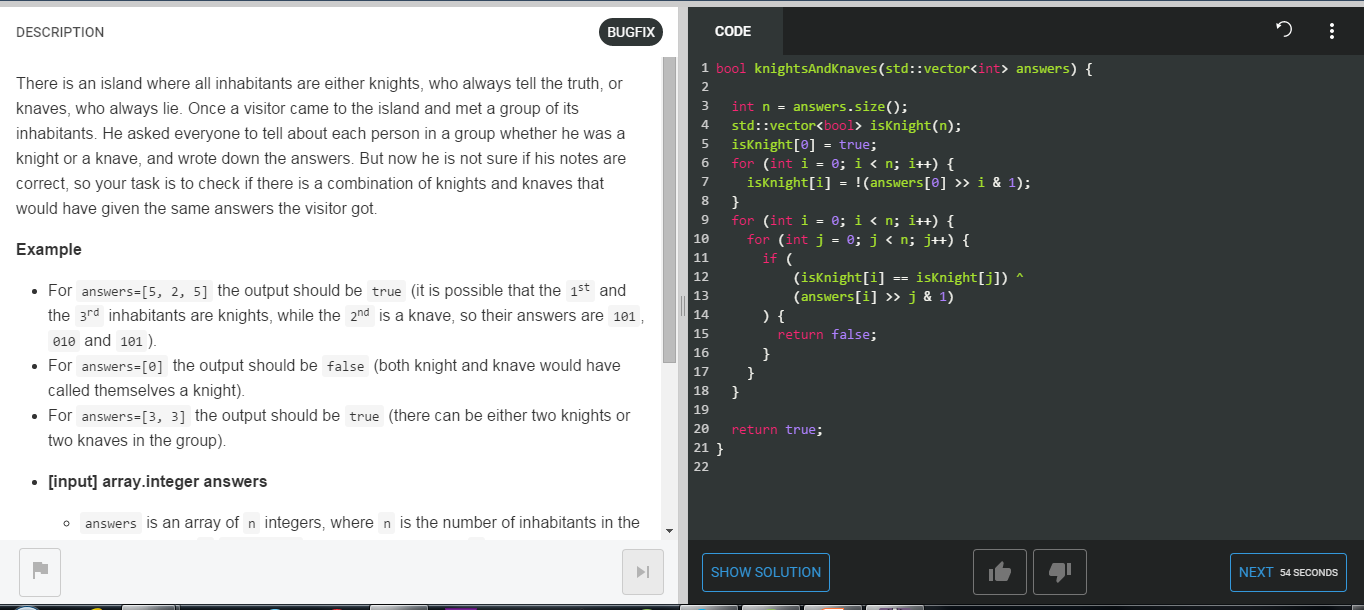 DESCRIPTION
BUGFIX
There is an island where all inhabitants are either knights, who always tell the truth, or
knaves, who always lie. Once a visitor came to the island and met a group of its
inhabitants. He asked everyone to tell about each person in a group whether he was a
knight or a knave, and wrote down the answers. But now he is not sure if his notes are
correct, so your task is to check if there is a combination of knights and knaves that
would have given the same answers the visitor got.
Example
• For answers=[5, 2, 5] the output should be true (it is possible that the 1st and
the 3rd inhabitants are knights, while the 2nd is a knave, so their answers are 101,
010 and 101).
• For answers=[0] the output should be false (both knight and knave would have
called themselves a knight).
• For answers=[3, 3] the output should be true (there can be either two knights or
two knaves in the group).
• [input] array.integer answers
answers is an array of n integers, where n is the number of inhabitants in the
CODE
1 bool knightsAndKnaves(std::vector<int> answers) {
2
3   int n = answers.size();
4   std::vector<bool> isKnight(n);
5   isKnight[0] = true;
6   for (int i = 0; i < n; i++) {
7     isKnight[i] = !(answers[0] >> i & 1);
8   }
9   for (int i = 0; i < n; i++) {
10     for (int j = 0; j < n; j++) {
11       if (
12           (isKnight[i] == isKnight[j]) ^
13           (answers[i] >> j & 1)
14       ) {
15         return false;
16       }
17     }
18   }
19
20   return true;
21 }
22
SHOW SOLUTION
NEXT 54 SECONDS